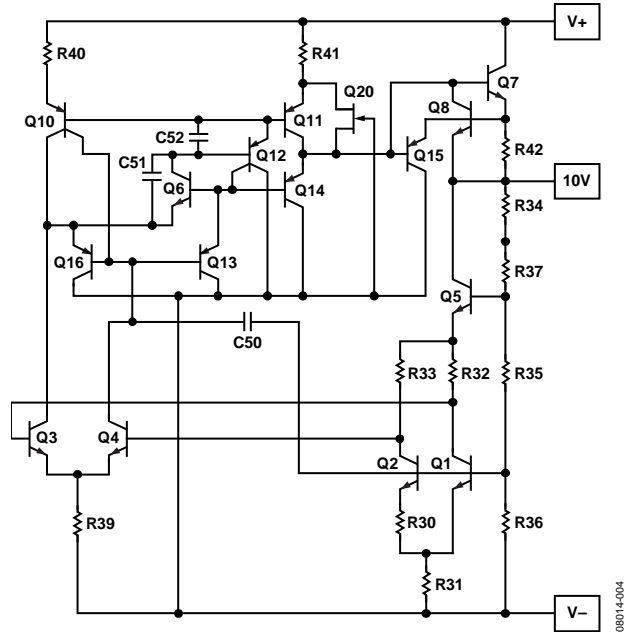 V+
R40
R41
Q20
Q7
Q10
Q11
Q8
C52
Q12
Q15
R42
C51
Q6
Q14
10V
R34
Q16
Q13
R37
Q5
C50
R33
R32
R35
Q3
Q4
Q2
Q1
R39
R30
R36
R31
V–
08014-004